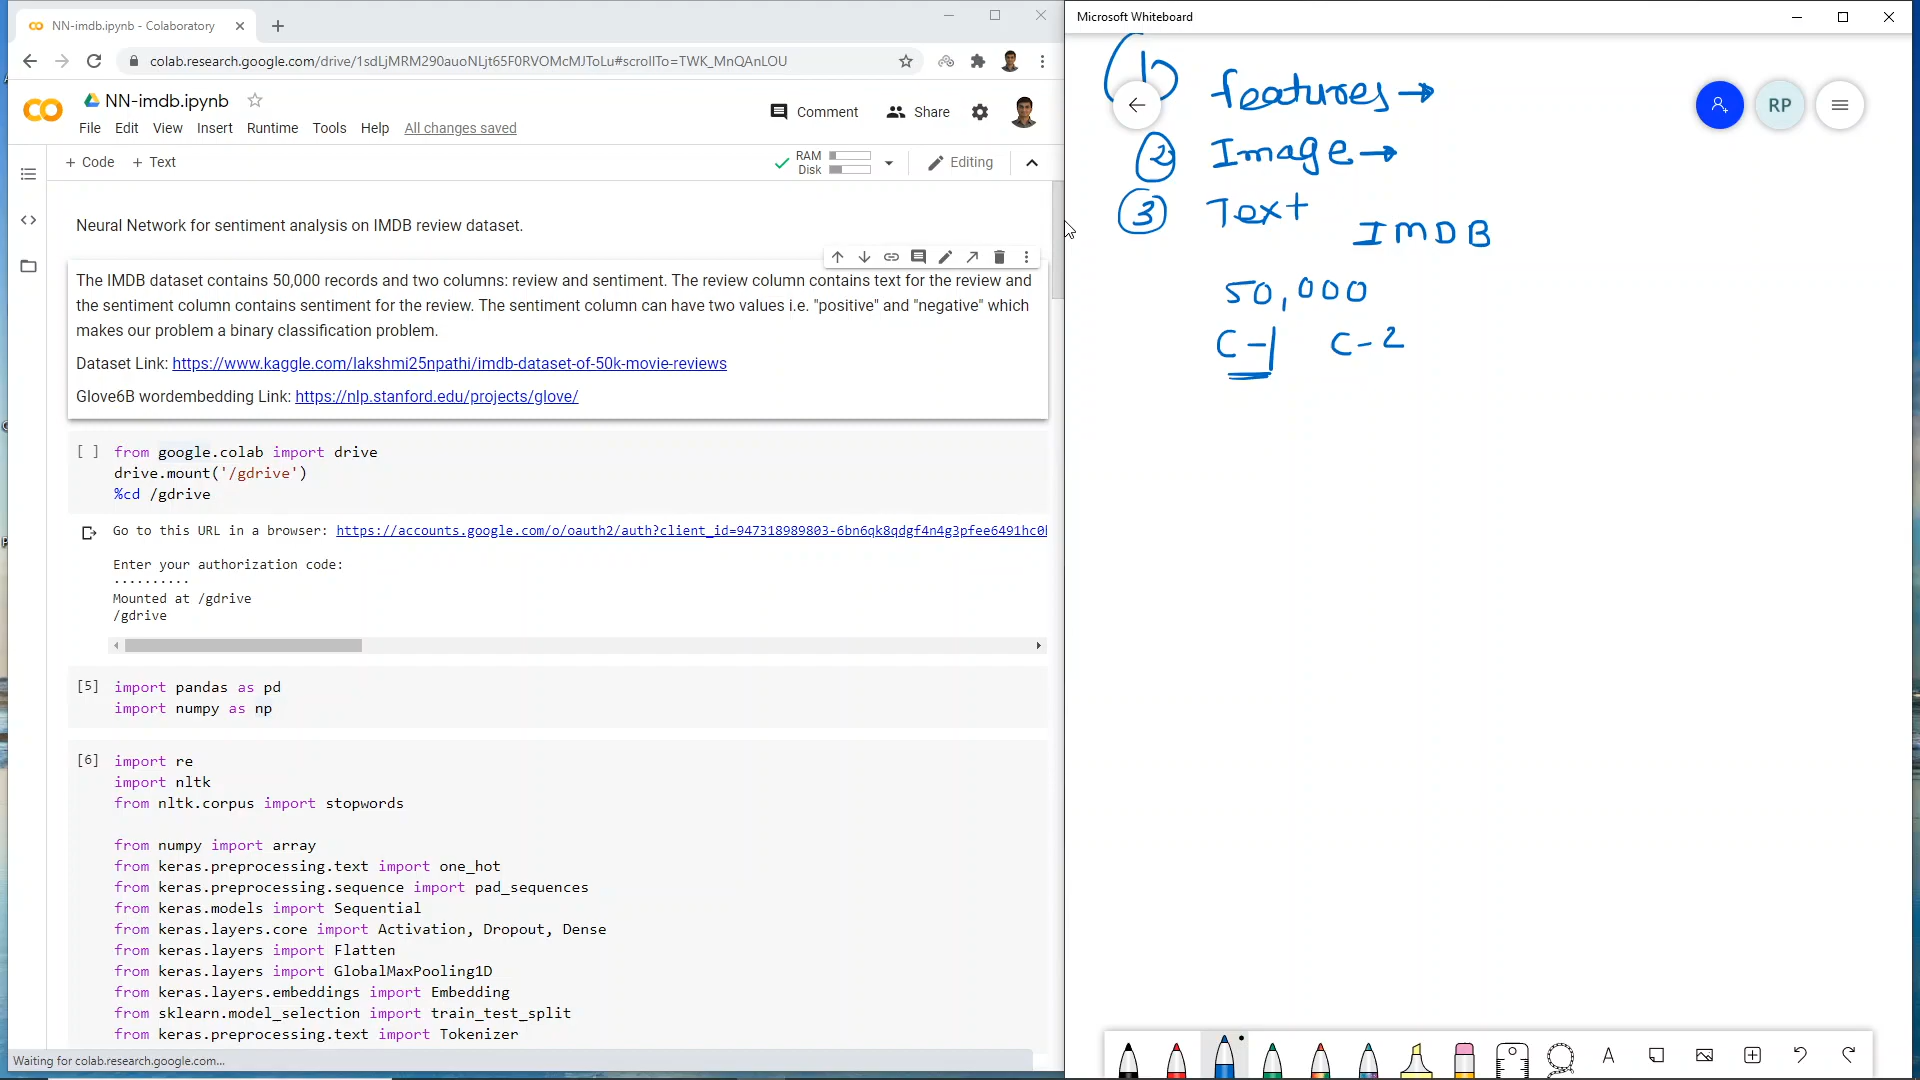 NN-imdb.ipynb - Colaboratory
colab.research.google.com/drive/1sdLjMRM290auoNLjt65F0RVOMcMJToLu#scrollTo=TWK_MnQAnLOU
NN-imdb.ipynb
Comment
Share
File Edit View Insert Runtime Tools Help All changes saved
+ Code + Text
RAM
Disk
Editing
Neural Network for sentiment analysis on IMDB review dataset.
The IMDB dataset contains 50,000 records and two columns: review and sentiment. The review column contains text for the review and
the sentiment column contains sentiment for the review. The sentiment column can have two values i.e. "positive" and "negative" which
makes our problem a binary classification problem.
Dataset Link: https://www.kaggle.com/lakshmi25npathi/imdb-dataset-of-50k-movie-reviews
Glove6B wordembedding Link: https://nlp.stanford.edu/projects/glove/
[ ] from google.colab import drive
drive.mount('/gdrive')
%cd /gdrive
Go to this URL in a browser: https://accounts.google.com/o/oauth2/auth?client_id=947318989803-6bn6qk8qdgf4n4g3pfee6491hc0
Enter your authorization code:
··········
Mounted at /gdrive
/gdrive
[5] import pandas as pd
import numpy as np
[6] import re
import nltk
from nltk.corpus import stopwords
from numpy import array
from keras.preprocessing.text import one_hot
from keras.preprocessing.sequence import pad_sequences
from keras.models import Sequential
from keras.layers.core import Activation, Dropout, Dense
from keras.layers import Flatten
from keras.layers import GlobalMaxPooling1D
from keras.layers.embeddings import Embedding
from sklearn.model_selection import train_test_split
from keras.preprocessing.text import Tokenizer
Waiting for colab.research.google.com...
Microsoft Whiteboard
RP
1 features →
2 Image →
3 Text
IMDB
50,000
C-1 C-2